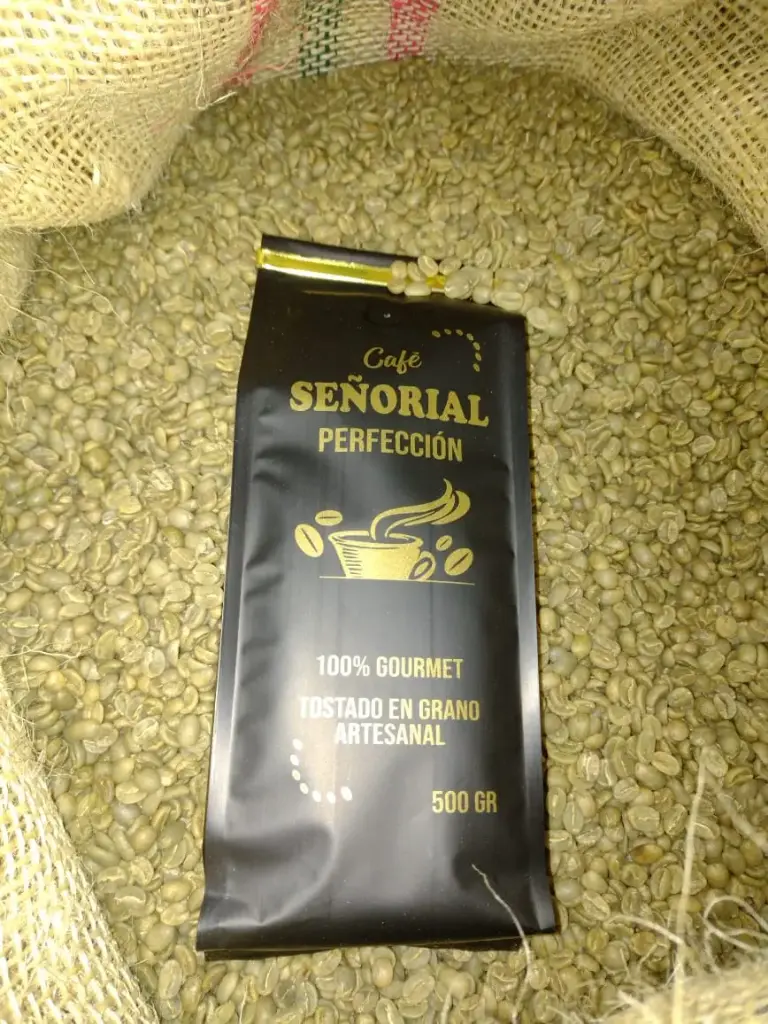 Café
SEÑORIAL
PERFECCIÓN
100% GOURMET
TOSTADO EN GRANO
ARTESANAL
500 GR